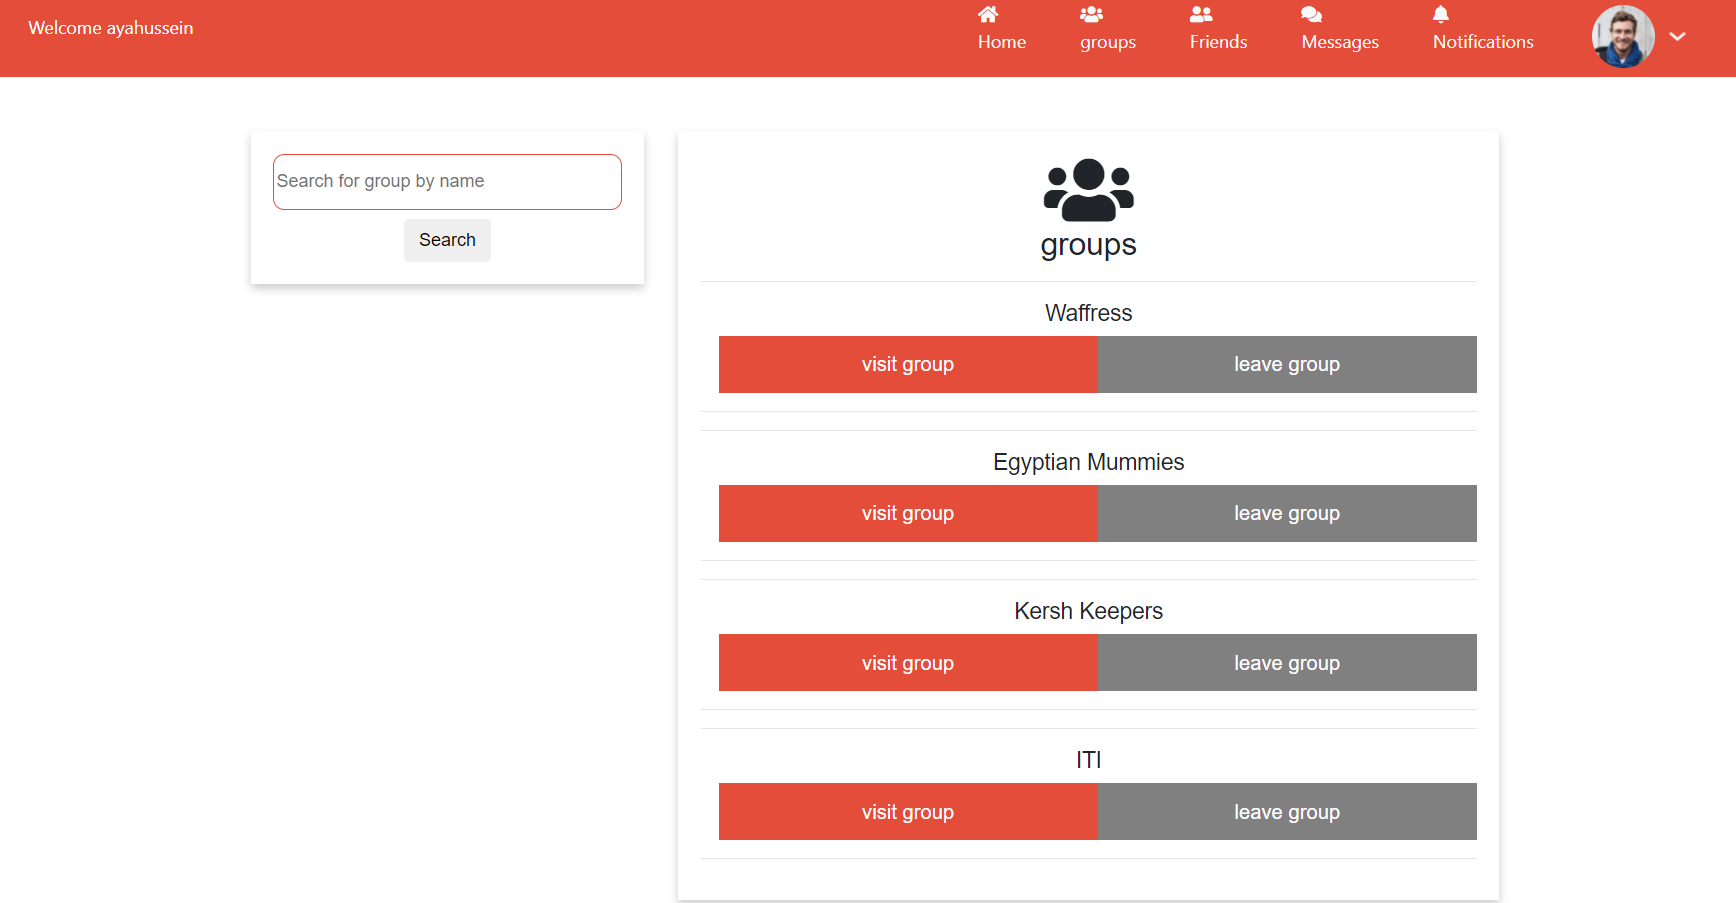 Welcome ayahussein
Home
groups
Friends
Messages
Notifications
Search for group by name
Search
groups
Waffress
visit group
leave group
Egyptian Mummies
visit group
leave group
Kersh Keepers
visit group
leave group
ITI
visit group
leave group